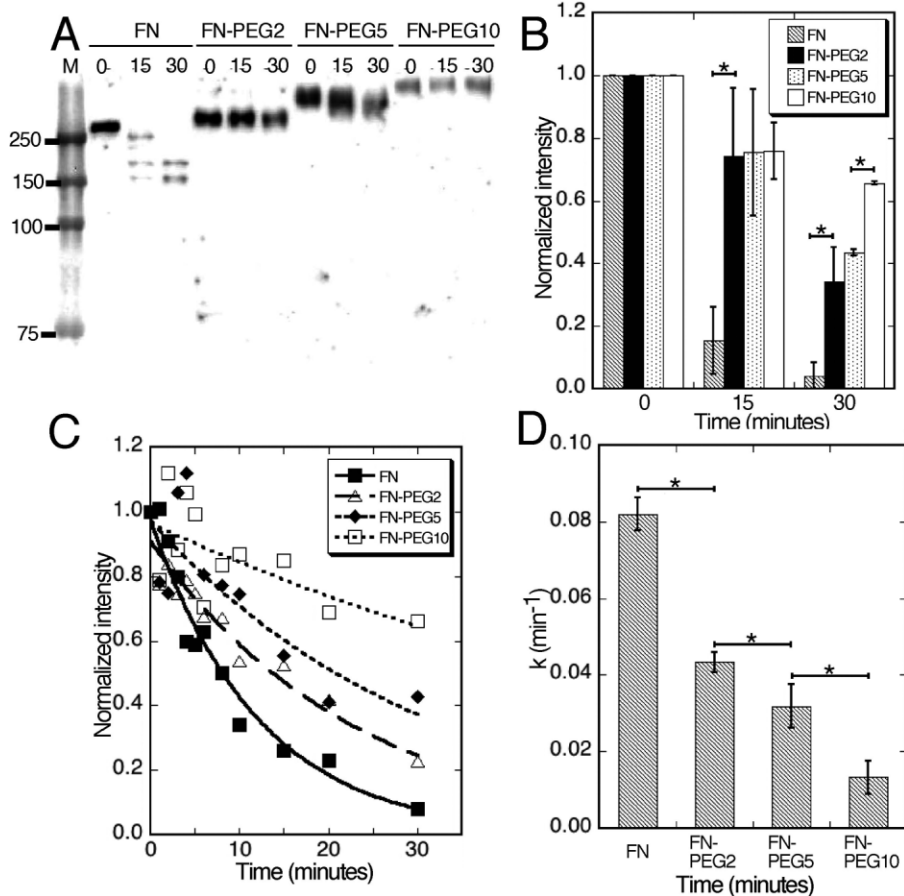 A
FN FN-PEG2 FN-PEG5 FN-PEG10
M 0 15 30 0 15 30 0 15 30 0 15 30
250
150
100
75
B
Normalized intensity
1.2
1.0
0.8
0.6
0.4
0.2
0.0
FN
FN-PEG2
FN-PEG5
FN-PEG10
*
*
*
0 15 30
Time (minutes)
C
Normalized intensity
1.2
1.0
0.8
0.6
0.4
0.2
0.0
FN
FN-PEG2
FN-PEG5
FN-PEG10
0 10 20 30
Time (minutes)
D
k (min⁻¹)
0.10
0.08
0.06
0.04
0.02
0.00
*
*
*
FN FN-PEG2 FN-PEG5 FN-PEG10
Time (minutes)